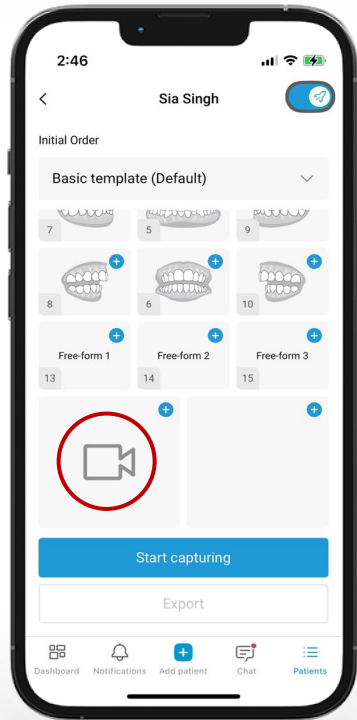 2:46
Sia Singh
Initial Order
Basic template (Default)
7 5 9
8 6 10
Free-form 1 Free-form 2 Free-form 3
13 14 15
Start capturing
Export
Dashboard Notifications Add patient Chat Patients